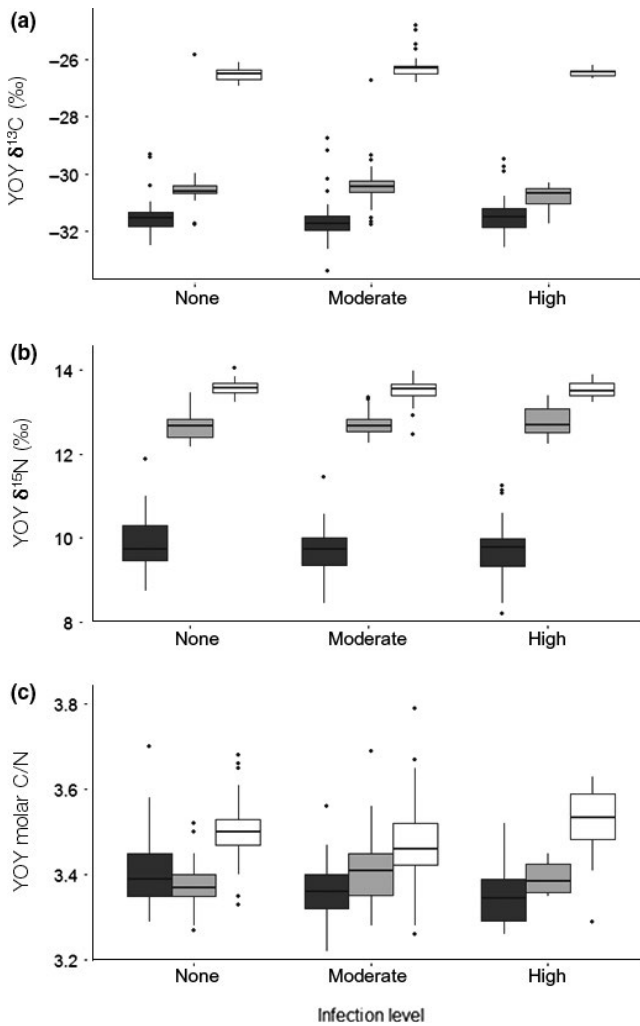 (a)
YOY δ¹³C (‰)
−26
−28
−30
−32
None Moderate High
(b)
YOY δ¹⁵N (‰)
14
12
10
8
None Moderate High
(c)
YOY molar C/N
3.8
3.6
3.4
3.2
None Moderate High
Infection level